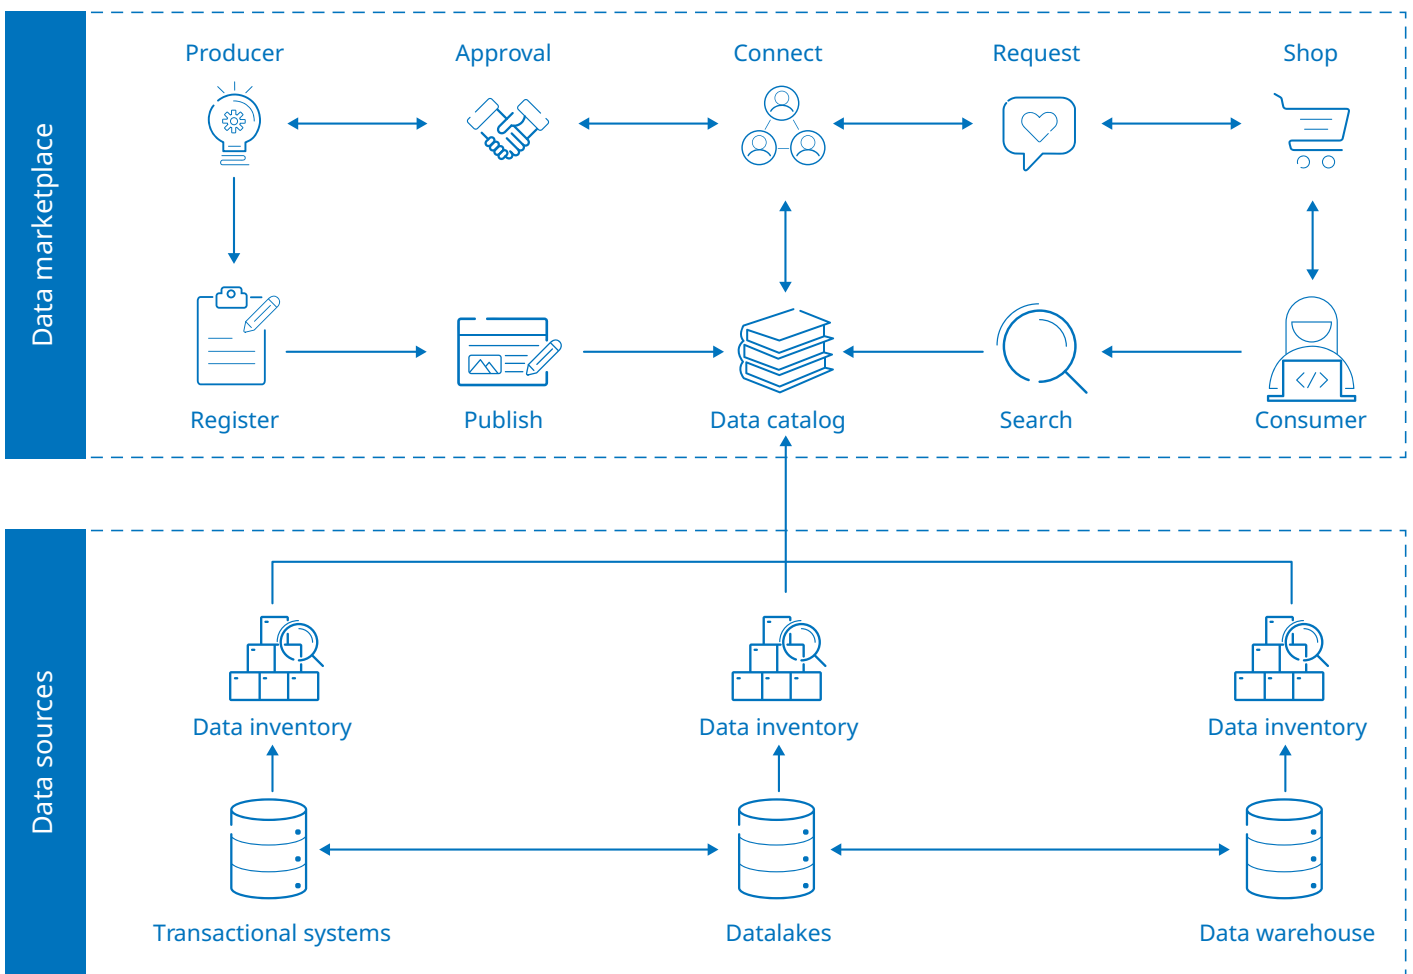 Data marketplace
Producer
Approval
Connect
Request
Shop
Register
Publish
Data catalog
Search
Consumer
Data sources
Data inventory
Data inventory
Data inventory
Transactional systems
Datalakes
Data warehouse